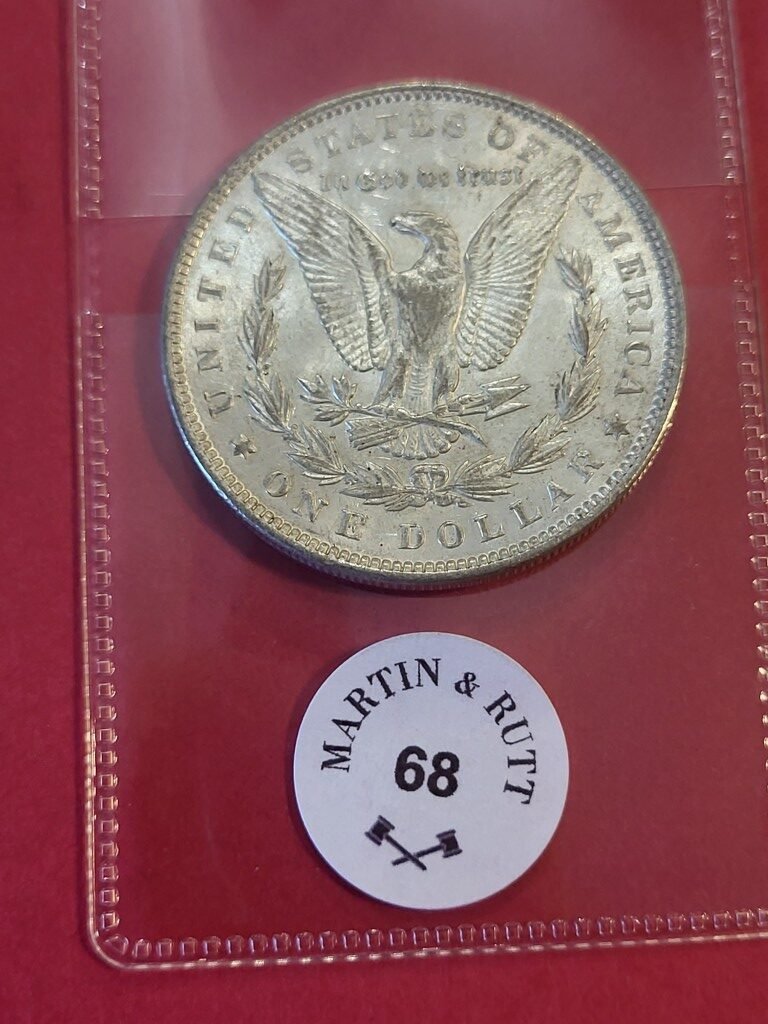 UNITED STATES OF AMERICA
In God we trust
ONE DOLLAR
MARTIN & RUTT
68